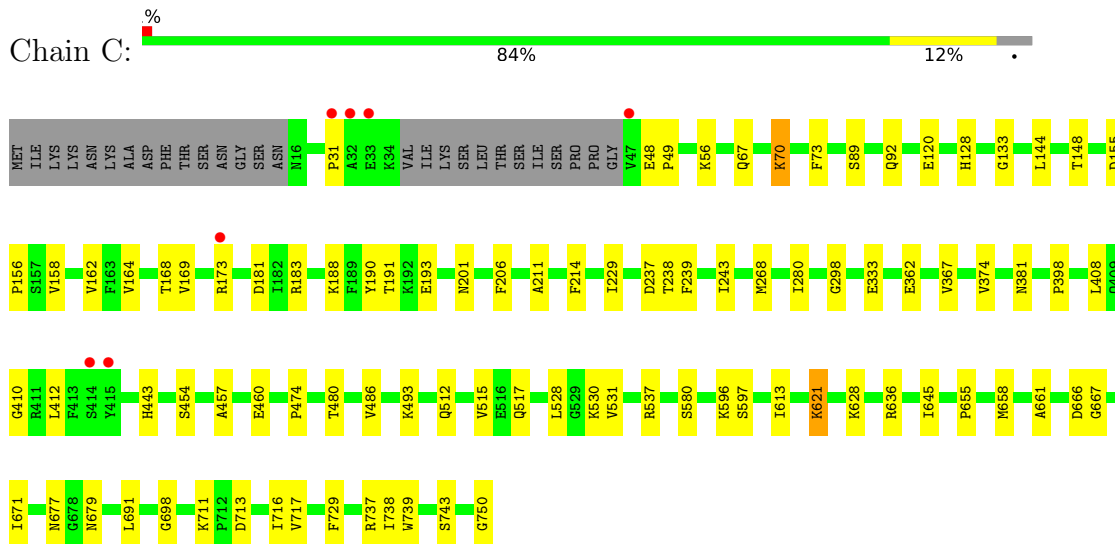 .%
Chain C:
84% 12% •
MET ILE LYS LYS ASN LYS ALA ASP PHE THR SER ASN GLY SER ASN N16 P31 A32 E33 K34 VAL ILE LYS SER LEU THR SER ILE SER PRO PRO GLY V47 E48 P49 K56 Q67 K70 F73 S89 Q92 E120 H128 G133 L144 T148 D155
P156 S157 V158 V162 F163 V164 T168 V169 R173 D181 I182 R183 K188 F189 Y190 T191 K192 E193 N201 F206 A211 F214 I229 D237 T238 F239 I243 M268 I280 G298 E333 E362 V367 V374 N381 P398 L408 D409
G410 R411 L412 F413 S414 Y415 H443 S454 A457 E460 P474 T480 V486 K493 Q512 V515 E516 Q517 L528 G529 K530 V531 R537 S580 K596 S597 I613 K621 K628 R636 I645 P655 M658 A661 D666 G667
I671 N677 G678 N679 L691 G698 K711 P712 D713 I716 V717 F729 R737 I738 W739 S743 G750